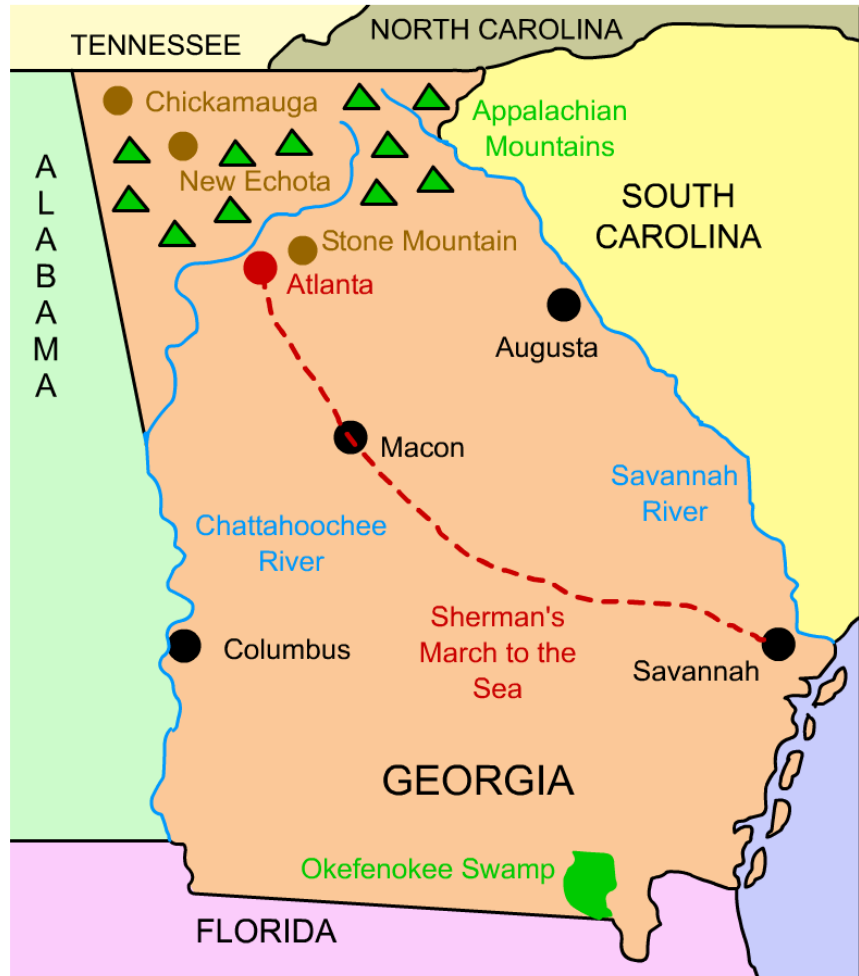 TENNESSEE
NORTH CAROLINA
Chickamauga
Appalachian
Mountains
ALABAMA
New Echota
SOUTH
CAROLINA
Stone Mountain
Atlanta
Augusta
Macon
Savannah
River
Chattahoochee
River
Sherman's
March to the
Sea
Columbus
Savannah
GEORGIA
Okefenokee Swamp
FLORIDA